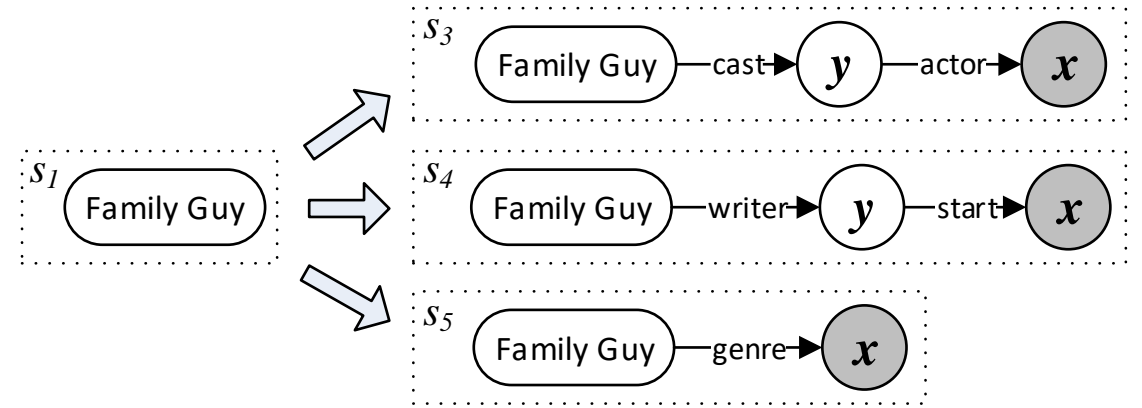 s3
Family Guy cast y actor x
s1
Family Guy
s4
Family Guy writer y start x
s5
Family Guy genre x